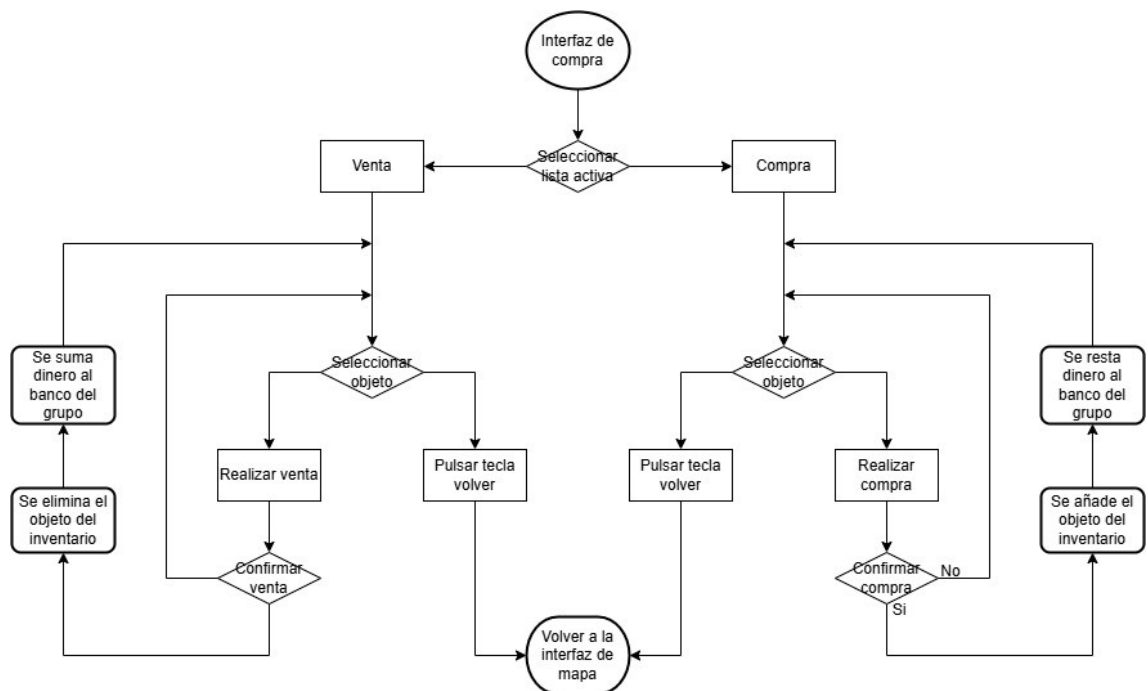 Interfaz de
compra
Venta
Seleccionar
lista activa
Compra
Se suma
dinero al
banco del
grupo
Seleccionar
objeto
Seleccionar
objeto
Se resta
dinero al
banco del
grupo
Realizar venta
Pulsar tecla
volver
Pulsar tecla
volver
Realizar
compra
Se elimina el
objeto del
inventario
Se añade el
objeto del
inventario
Confirmar
venta
Confirmar
compra
No
Si
Volver a la
interfaz de
mapa